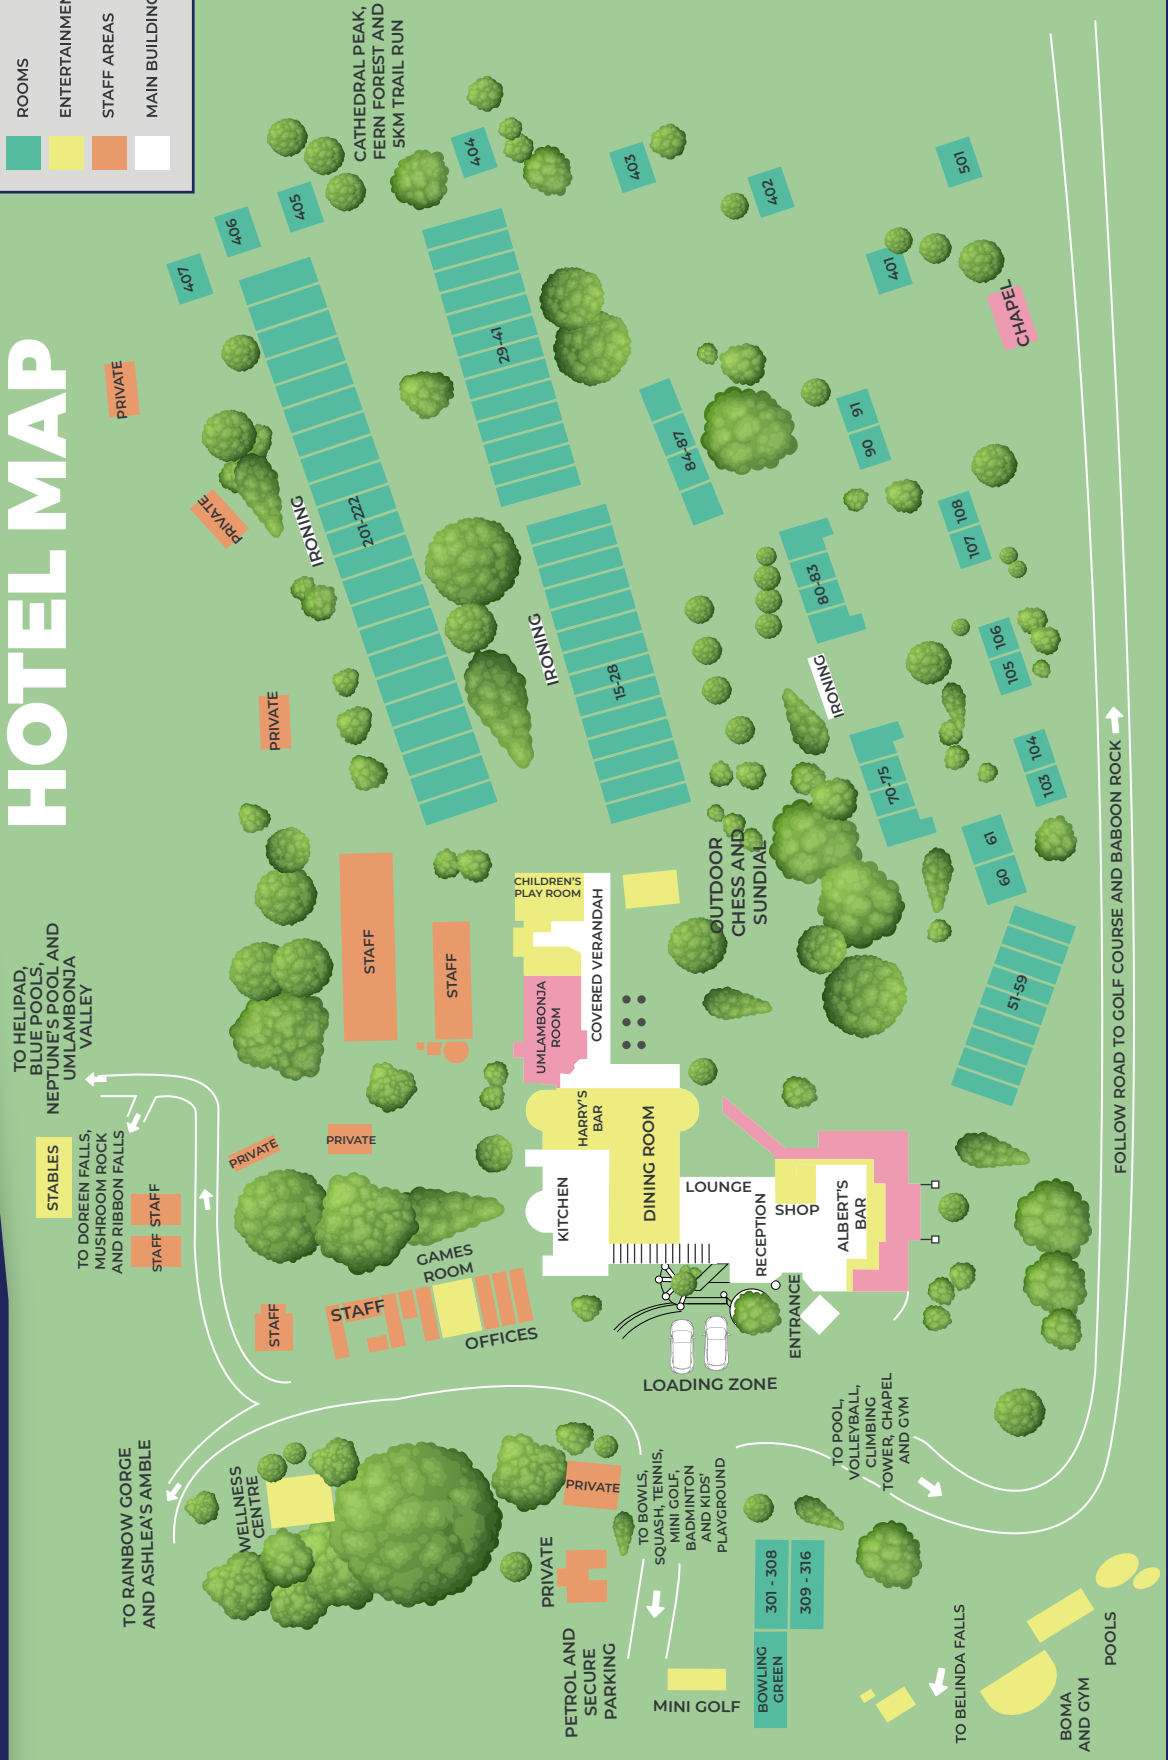 HOTEL MAP
ROOMS
ENTERTAINMEN
STAFF AREAS
MAIN BUILDING
CATHEDRAL PEAK,
FERN FOREST AND
5KM TRAIL RUN
407
406
405
404
403
402
401
501
CHAPEL
PRIVATE
PRIVATE
PRIVATE
IRONING
201-222
29-41
IRONING
15-28
84-87
91
90
108
107
80-83
106
105
IRONING
70-75
104
103
61
60
51-59
OUTDOOR
CHESS AND
SUNDIAL
STAFF
STAFF
CHILDREN'S
PLAY ROOM
COVERED VERANDAH
UMLAMBONJA
ROOM
HARRY'S
BAR
DINING ROOM
KITCHEN
LOUNGE
RECEPTION
SHOP
ALBERT'S
BAR
ENTRANCE
LOADING ZONE
TO HELIPAD,
BLUE POOLS,
NEPTUNE'S POOL AND
UMLAMBONJA
VALLEY
STABLES
TO DOREEN FALLS,
MUSHROOM ROCK
AND RIBBON FALLS
STAFF
STAFF
PRIVATE
PRIVATE
STAFF
STAFF
GAMES
ROOM
OFFICES
TO RAINBOW GORGE
AND ASHLEA'S AMBLE
WELLNESS
CENTRE
PRIVATE
PRIVATE
PETROL AND
SECURE
PARKING
TO BOWLS,
SQUASH, TENNIS,
MINI GOLF,
BADMINTON
AND KIDS'
PLAYGROUND
MINI GOLF
BOWLING
GREEN
301 - 308
309 - 316
TO POOL,
VOLLEYBALL,
CLIMBING
TOWER, CHAPEL
AND GYM
TO BELINDA FALLS
BOMA
AND GYM
POOLS
FOLLOW ROAD TO GOLF COURSE AND BABOON ROCK